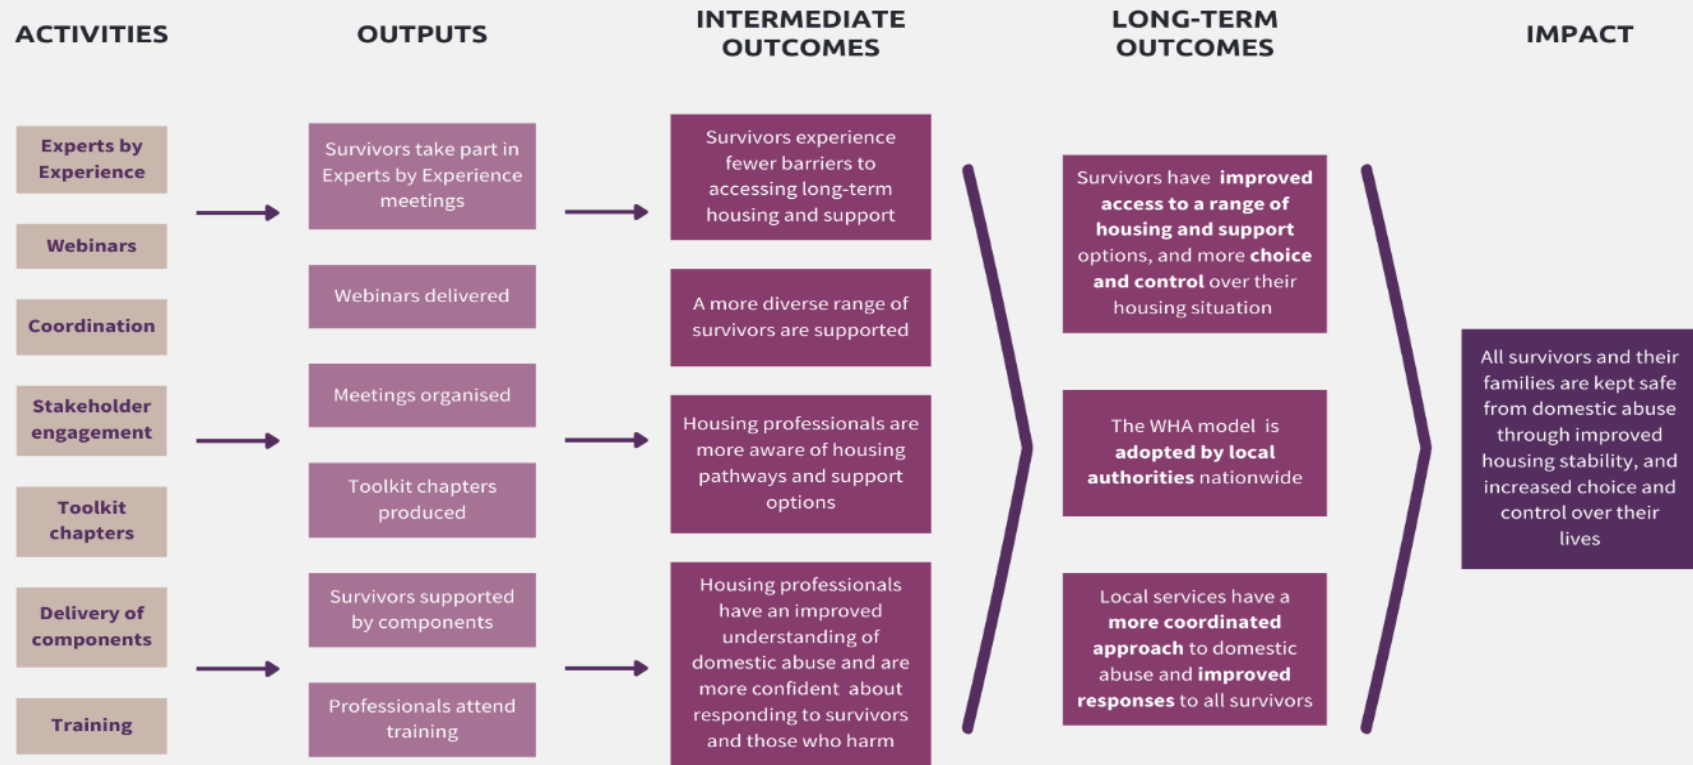 ACTIVITIES
OUTPUTS
INTERMEDIATE
OUTCOMES
LONG-TERM
OUTCOMES
IMPACT
Experts by
Experience
Webinars
Coordination
Stakeholder
engagement
Toolkit
chapters
Delivery of
components
Training
Survivors take part in
Experts by Experience
meetings
Webinars delivered
Meetings organised
Toolkit chapters
produced
Survivors supported
by components
Professionals attend
training
Survivors experience
fewer barriers to
accessing long-term
housing and support
A more diverse range of
survivors are supported
Housing professionals are
more aware of housing
pathways and support
options
Housing professionals
have an improved
understanding of
domestic abuse and are
more confident about
responding to survivors
and those who harm
Survivors have improved
access to a range of
housing and support
options, and more choice
and control over their
housing situation
The WHA model is
adopted by local
authorities nationwide
Local services have a
more coordinated
approach to domestic
abuse and improved
responses to all survivors
All survivors and their
families are kept safe
from domestic abuse
through improved
housing stability, and
increased choice and
control over their
lives